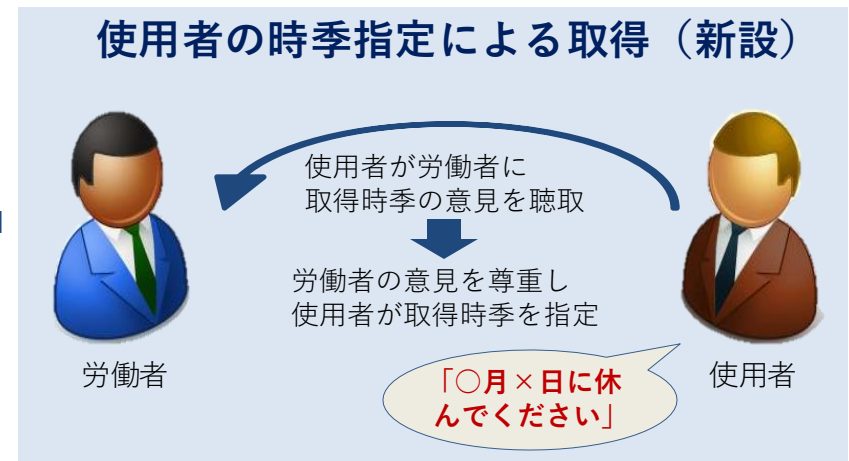 使用者の時季指定による取得（新設）
使用者が労働者に
取得時季の意見を聴取
労働者の意見を尊重し
使用者が取得時季を指定
労働者
使用者
「○月×日に休
んでください」